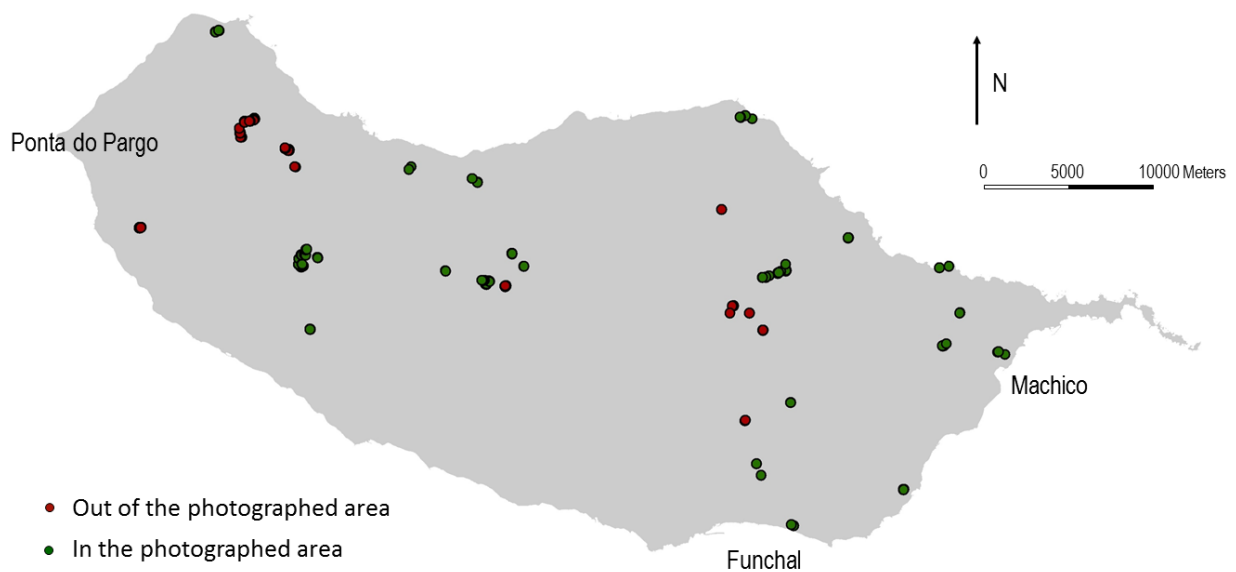 N
Ponta do Pargo
0 5000 10000 Meters
Machico
Out of the photographed area
In the photographed area
Funchal